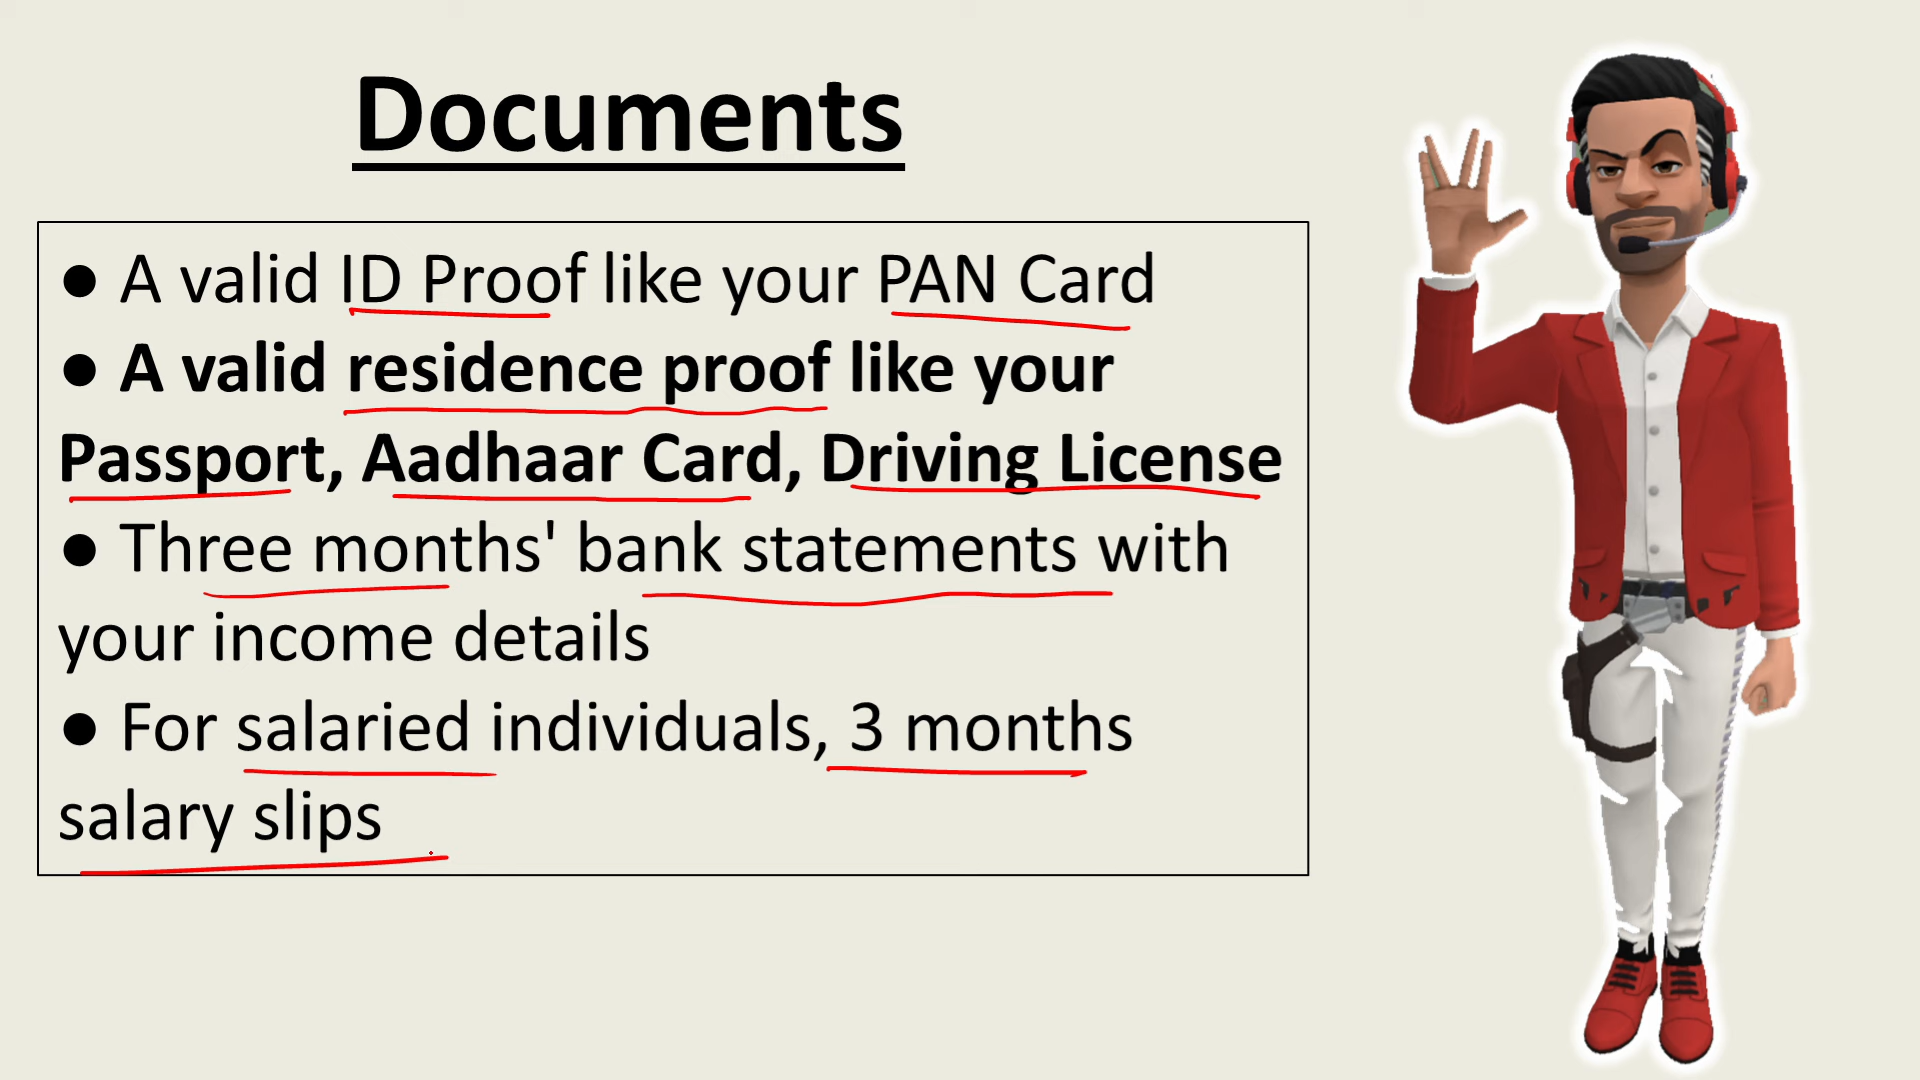 Documents
● A valid ID Proof like your PAN Card
● A valid residence proof like your
Passport, Aadhaar Card, Driving License
● Three months' bank statements with
your income details
● For salaried individuals, 3 months
salary slips